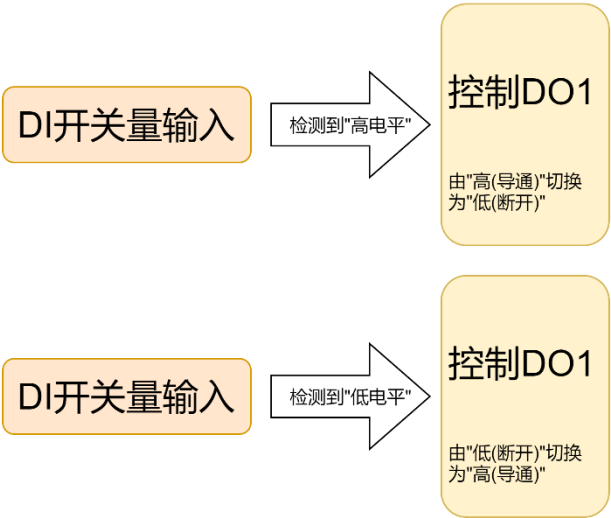 DI开关量输入
检测到"高电平"
控制DO1
由"高(导通)"切换
为"低(断开)"
DI开关量输入
检测到"低电平"
控制DO1
由"低(断开)"切换
为"高(导通)"